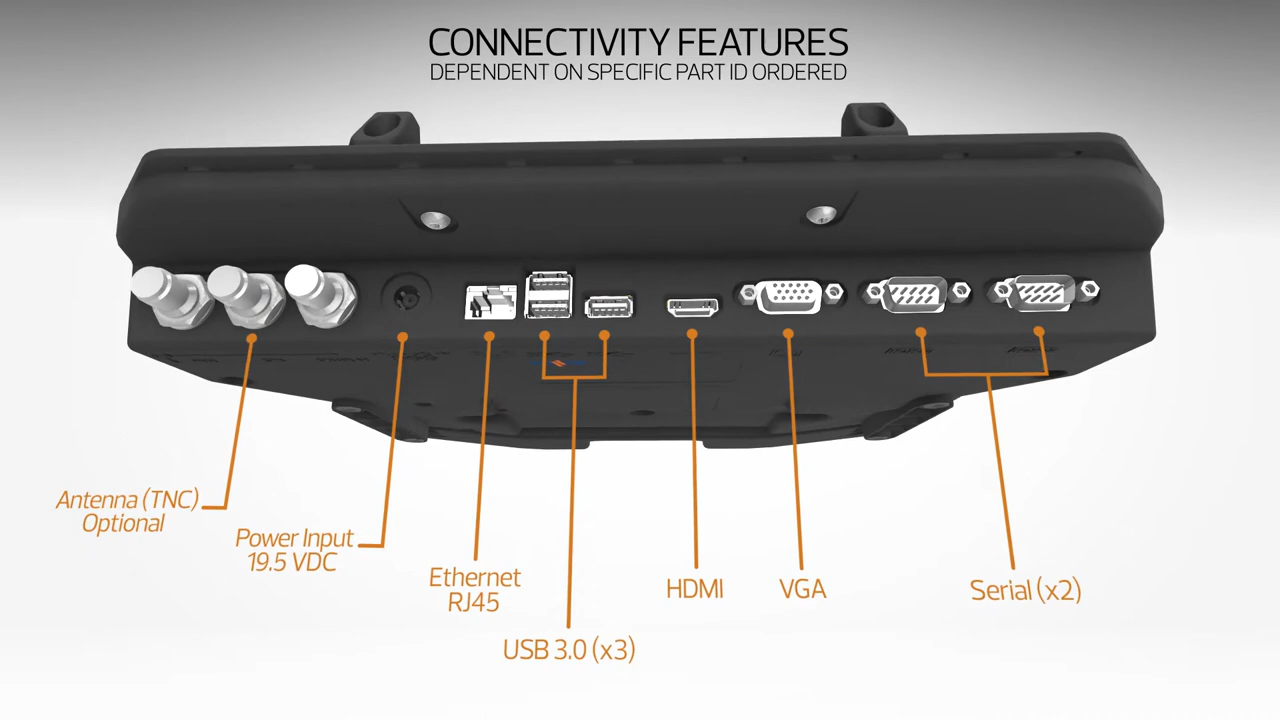 CONNECTIVITY FEATURES
DEPENDENT ON SPECIFIC PART ID ORDERED
Antenna (TNC)
Optional
Power Input
19.5 VDC
Ethernet
RJ45
USB 3.0 (x3)
HDMI
VGA
Serial (x2)